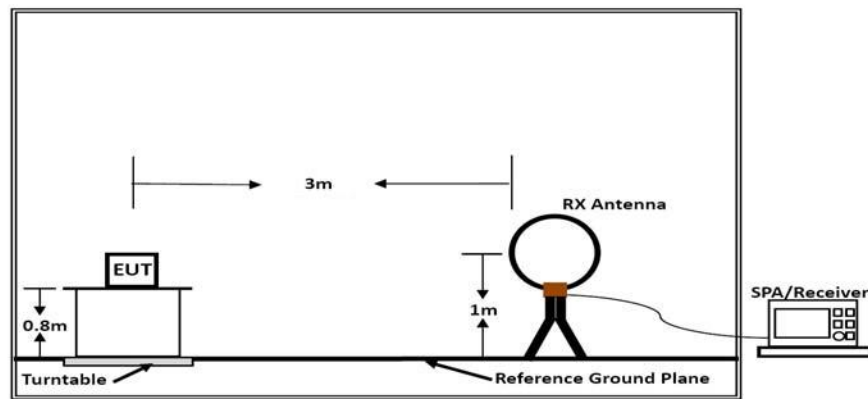 3m
RX Antenna
EUT
SPA/Receiver
0.8m
1m
Turntable
Reference Ground Plane